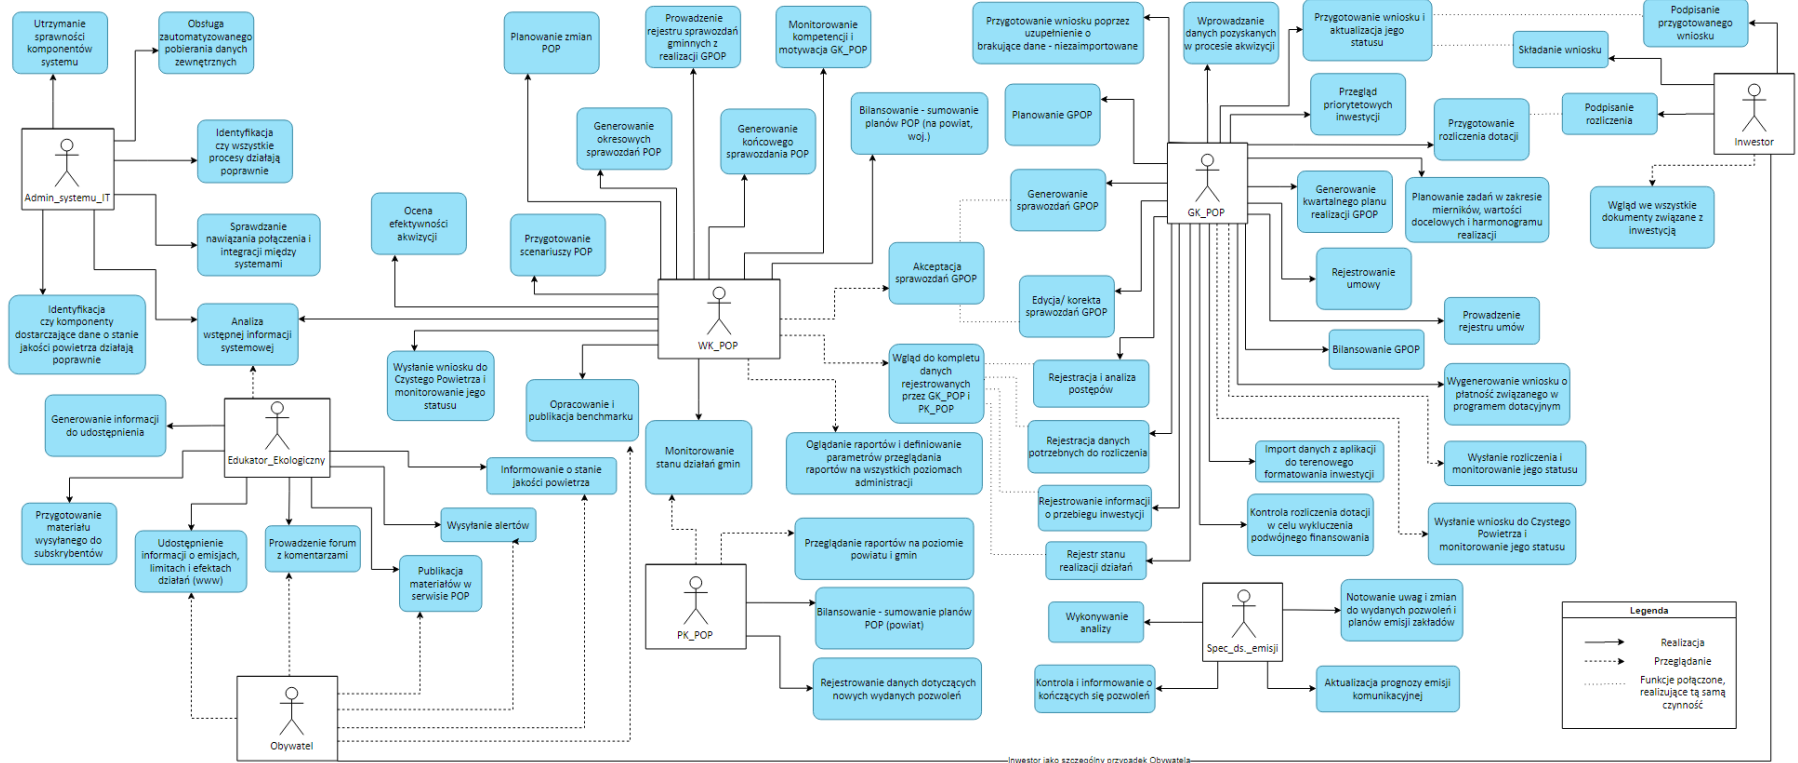 Utrzymanie
sprawności
komponentów
systemu
Obsługa
zautomatyzowanego
pobierania danych
zewnętrznych
Identyfikacja
czy wszystkie
procesy działają
poprawnie
Admin_systemu_IT
Sprawdzanie
nawiązania połączenia i
integracji między
systemami
Identyfikacja
czy komponenty
dostarczające dane o stanie
jakości powietrza działają
poprawnie
Analiza
wstępnej informacji
systemowej
Generowanie informacji
do udostępnienia
Edukator_Ekologiczny
Przygotowanie
materiału
wysyłanego do
subskrybentów
Udostępnienie
informacji o emisjach,
limitach i efektach
działań (www)
Prowadzenie forum
z komentarzami
Publikacja
materiałów w
serwisie POP
Wysyłanie alertów
Informowanie o stanie
jakości powietrza
Obywatel
Planowanie zmian
POP
Prowadzenie
rejestru sprawozdań
gminnych z
realizacji GPOP
Monitorowanie
kompetencji i
motywacja GK_POP
Generowanie
okresowych
sprawozdań POP
Generowanie
końcowego
sprawozdania POP
Bilansowanie - sumowanie
planów POP (na powiat,
woj.)
Ocena
efektywności
akwizycji
Przygotowanie
scenariuszy POP
WK_POP
Wysłanie wniosku do
Czystego Powietrza i
monitorowanie jego
statusu
Opracowanie i
publikacja benchmarku
Monitorowanie
stanu działań gmin
Akceptacja
sprawozdań GPOP
Wgląd do kompletu
danych
rejestrowanych
przez GK_POP i
PK_POP
Oglądanie raportów i definiowanie
parametrów przeglądania
raportów na wszystkich poziomach
administracji
Przeglądanie raportów na poziomie
powiatu i gmin
PK_POP
Bilansowanie - sumowanie planów
POP (powiat)
Rejestrowanie danych dotyczących
nowych wydanych pozwoleń
Przygotowanie wniosku poprzez
uzupełnienie o
brakujące dane - niezaimportowane
Wprowadzanie
danych pozyskanych
w procesie akwizycji
Przygotowanie wniosku i
aktualizacja jego
statusu
Podpisanie
przygotowanego
wniosku
Składanie wniosku
Planowanie GPOP
Przegląd
priorytetowych
inwestycji
Przygotowanie
rozliczenia dotacji
Podpisanie
rozliczenia
Inwestor
Generowanie
sprawozdań GPOP
GK_POP
Generowanie
kwartalnego planu
realizacji GPOP
Planowanie zadań w zakresie
mierników, wartości
docelowych i harmonogramu
realizacji
Wgląd we wszystkie
dokumenty związane z
inwestycją
Edycja/ korekta
sprawozdań GPOP
Rejestrowanie
umowy
Prowadzenie
rejestru umów
Bilansowanie GPOP
Rejestracja i analiza
postępów
Wygenerowanie wniosku o
płatność związanego w
programem dotacyjnym
Rejestracja danych
potrzebnych do rozliczenia
Import danych z aplikacji
do terenowego
formatowania inwestycji
Wysłanie rozliczenia i
monitorowanie jego statusu
Rejestrowanie informacji
o przebiegu inwestycji
Kontrola rozliczenia dotacji
w celu wykluczenia
podwójnego finansowania
Wysłanie wniosku do Czystego
Powietrza i
monitorowanie jego statusu
Rejestr stanu
realizacji działań
Wykonywanie
analizy
Spec_ds._emisji
Notowanie uwag i zmian
do wydanych pozwoleń i
planów emisji zakładów
Kontrola i informowanie o
kończących się pozwoleń
Aktualizacja prognozy emisji
komunikacyjnej
Legenda
Realizacja
Przeglądanie
Funkcje połączone,
realizujące tą samą
czynność
Inwestor jako szczególny przypadek Obywatela